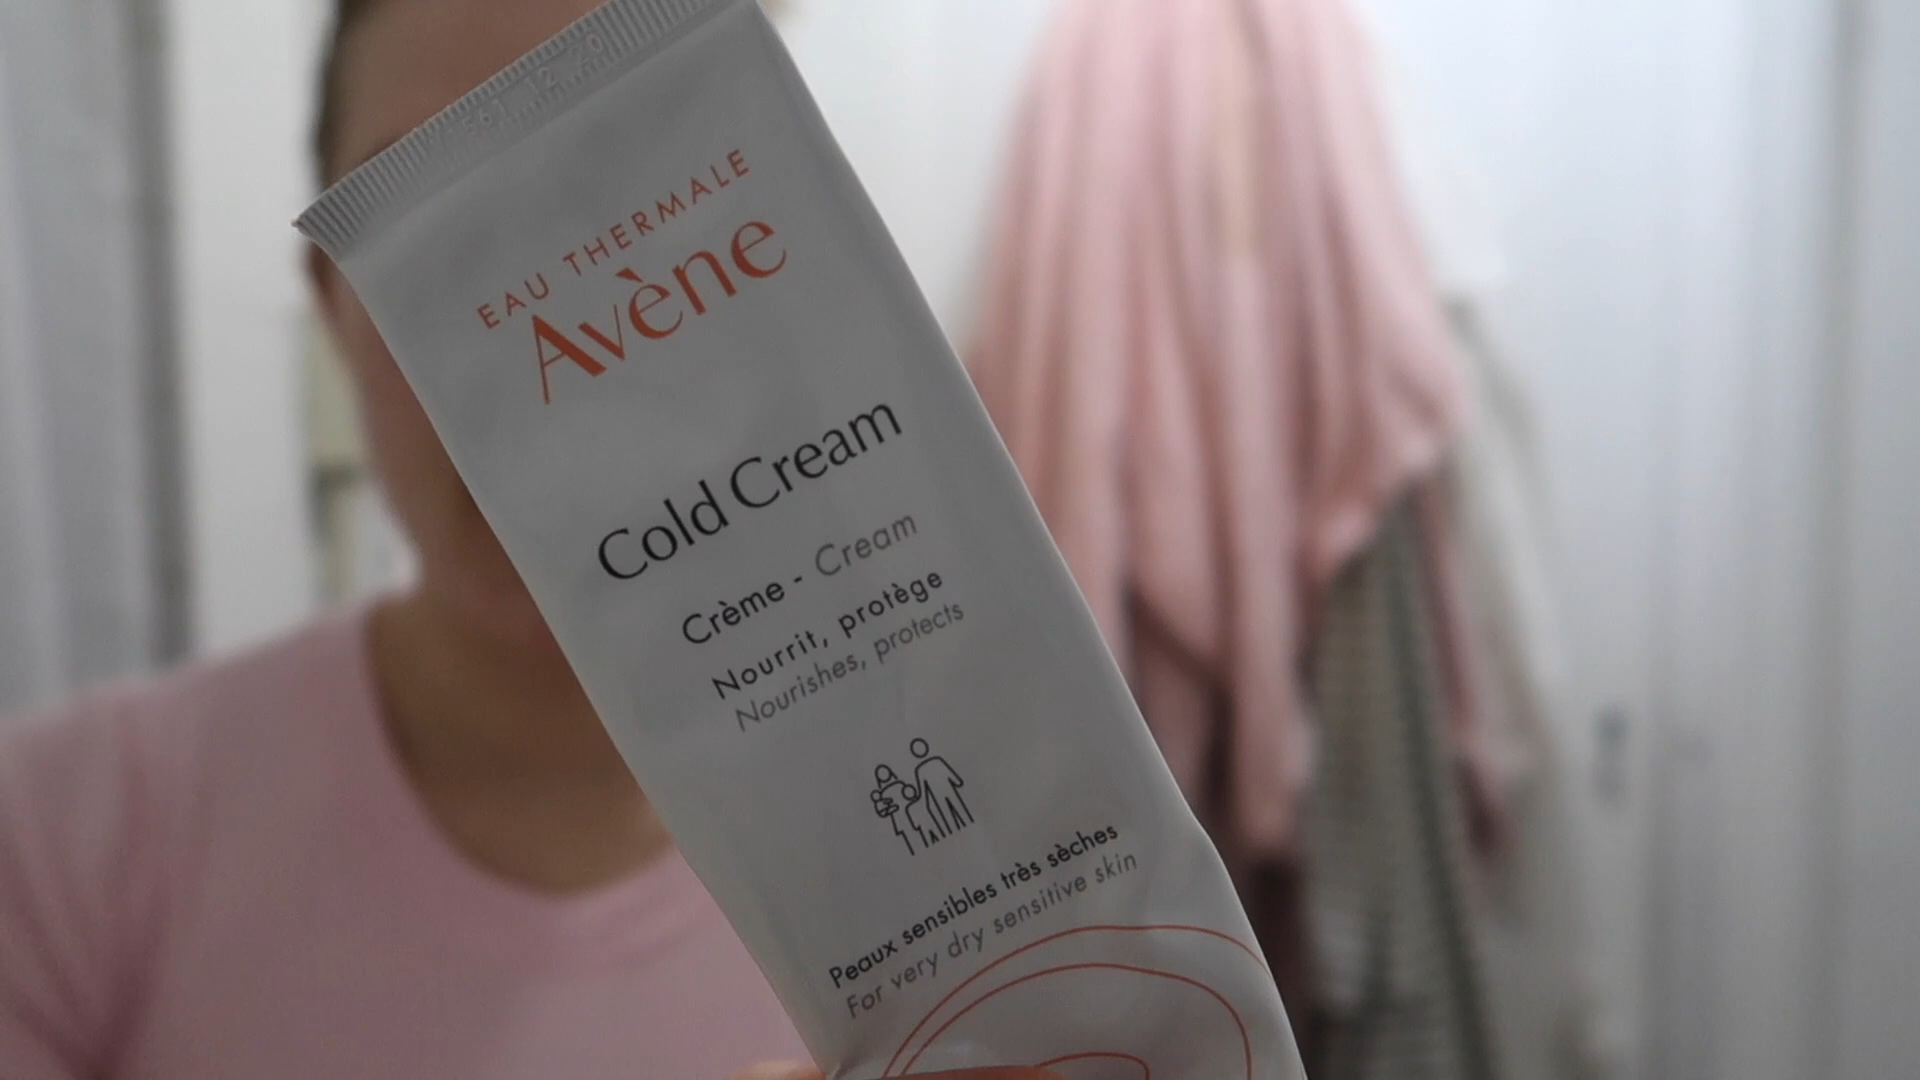 EAU THERMALE
Avène
Cold Cream
Crème - Cream
Nourrit, protège
Nourishes, protects
Peaux sensibles très sèches
For very dry sensitive skin